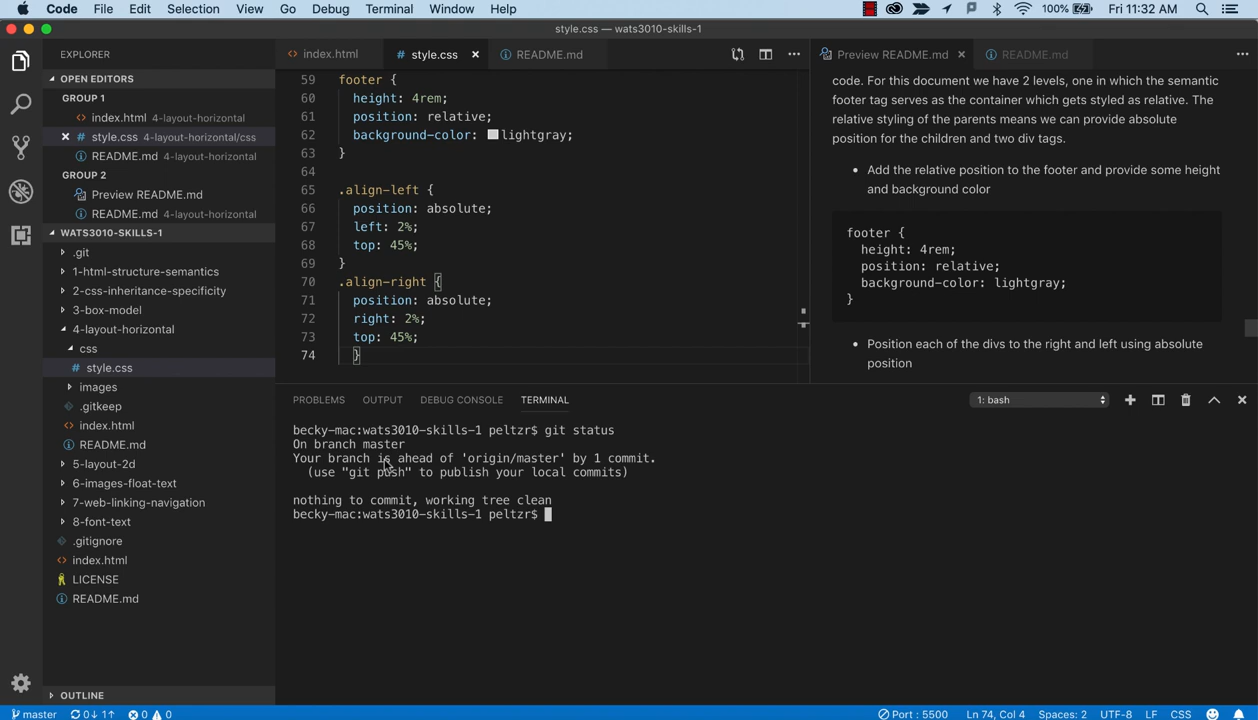 Code File Edit Selection View Go Debug Terminal Window Help 100% Fri 11:32 AM
style.css — wats3010-skills-1
EXPLORER
OPEN EDITORS
GROUP 1
index.html 4-layout-horizontal
# style.css 4-layout-horizontal/css
README.md 4-layout-horizontal
GROUP 2
Preview README.md
README.md 4-layout-horizontal
WATS3010-SKILLS-1
.git
1-html-structure-semantics
2-css-inheritance-specificity
3-box-model
4-layout-horizontal
css
# style.css
images
.gitkeep
index.html
README.md
5-layout-2d
6-images-float-text
7-web-linking-navigation
8-font-text
.gitignore
index.html
LICENSE
README.md
OUTLINE
index.html # style.css README.md
59 footer {
60 height: 4rem;
61 position: relative;
62 background-color: lightgray;
63 }
64
65 .align-left {
66 position: absolute;
67 left: 2%;
68 top: 45%;
69 }
70 .align-right {
71 position: absolute;
72 right: 2%;
73 top: 45%;
74 }
Preview README.md README.md
code. For this document we have 2 levels, one in which the semantic
footer tag serves as the container which gets styled as relative. The
relative styling of the parents means we can provide absolute
position for the children and two div tags.
• Add the relative position to the footer and provide some height
and background color
footer {
height: 4rem;
position: relative;
background-color: lightgray;
}
• Position each of the divs to the right and left using absolute
position
PROBLEMS OUTPUT DEBUG CONSOLE TERMINAL 1: bash
becky-mac:wats3010-skills-1 peltzr$ git status
On branch master
Your branch is ahead of 'origin/master' by 1 commit.
(use "git push" to publish your local commits)
nothing to commit, working tree clean
becky-mac:wats3010-skills-1 peltzr$
master 0↓ 1↑ 0 0 Port : 5500 Ln 74, Col 4 Spaces: 2 UTF-8 LF CSS